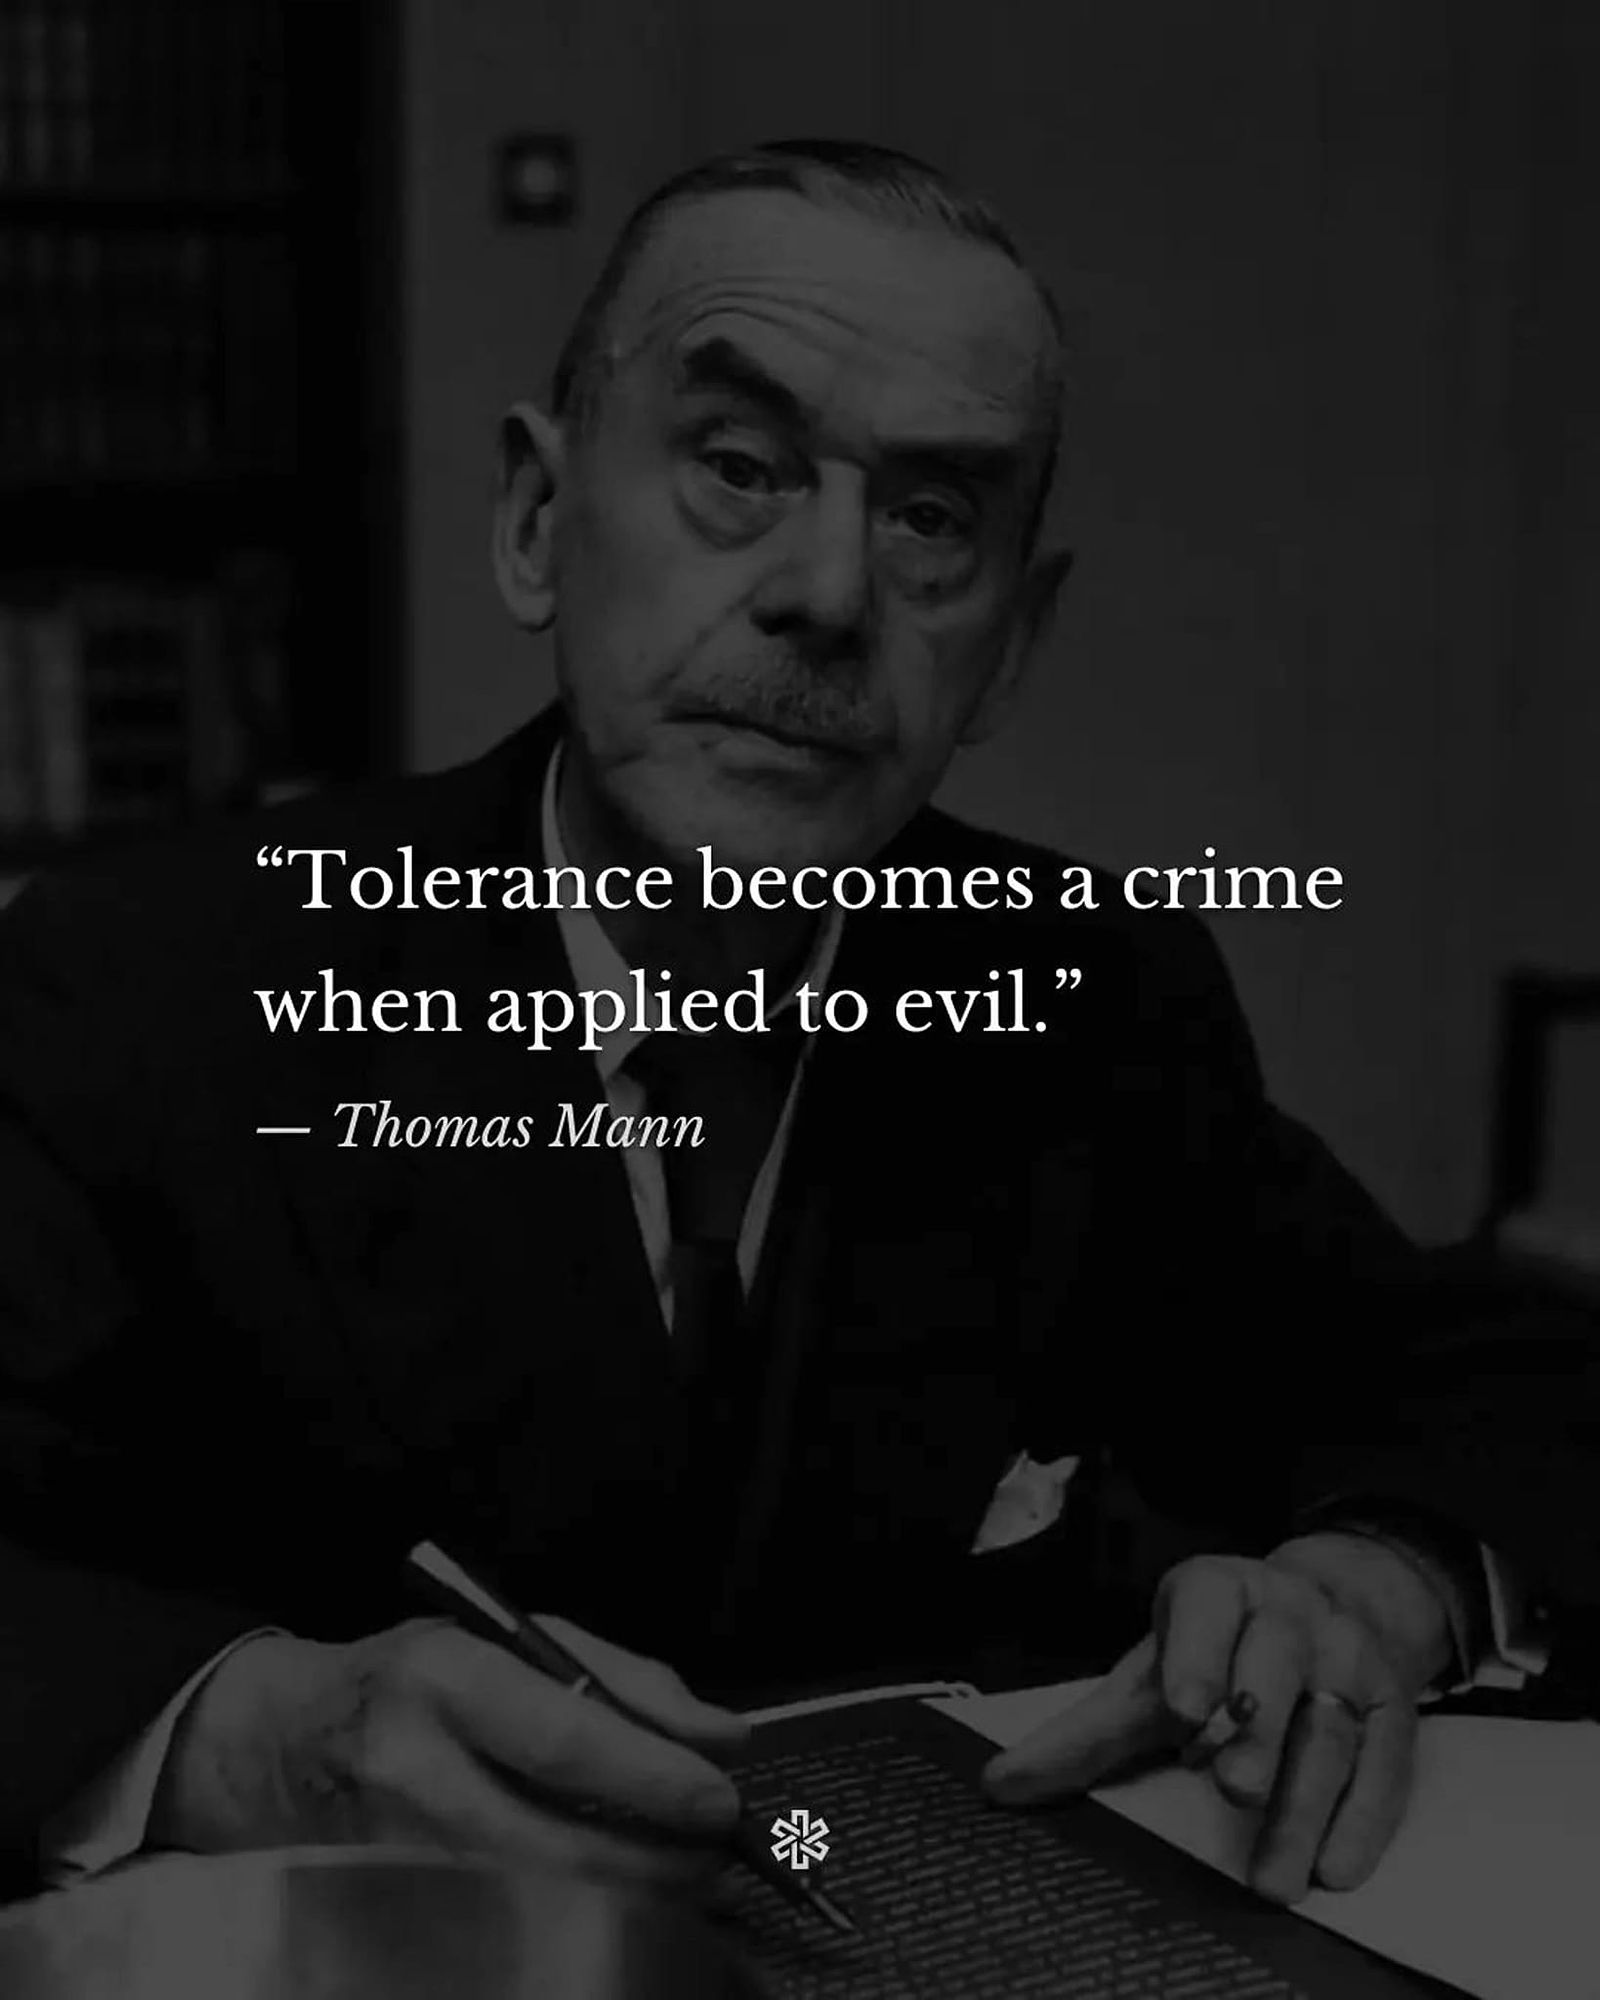 “Tolerance becomes a crime
when applied to evil.”
— Thomas Mann